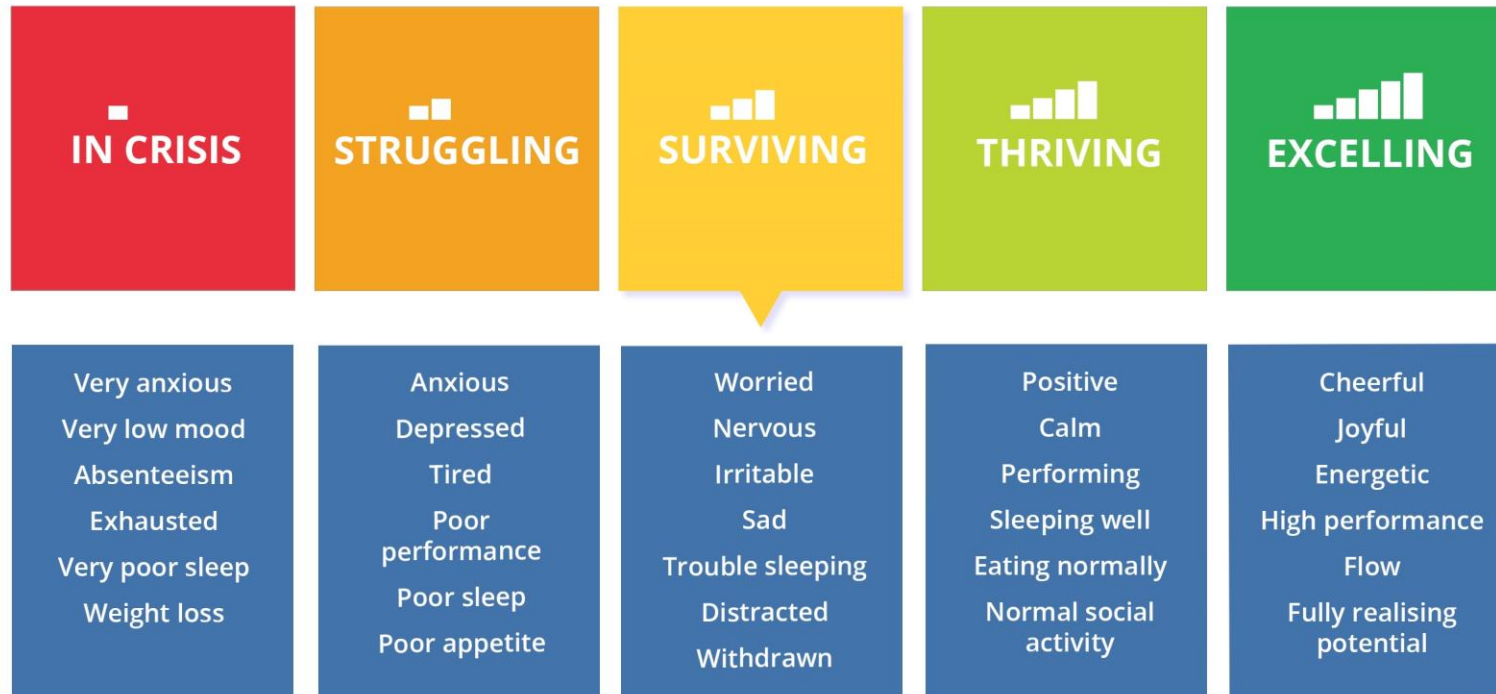 IN CRISIS
STRUGGLING
SURVIVING
THRIVING
EXCELLING
Very anxious
Very low mood
Absenteeism
Exhausted
Very poor sleep
Weight loss
Anxious
Depressed
Tired
Poor
performance
Poor sleep
Poor appetite
Worried
Nervous
Irritable
Sad
Trouble sleeping
Distracted
Withdrawn
Positive
Calm
Performing
Sleeping well
Eating normally
Normal social
activity
Cheerful
Joyful
Energetic
High performance
Flow
Fully realising
potential